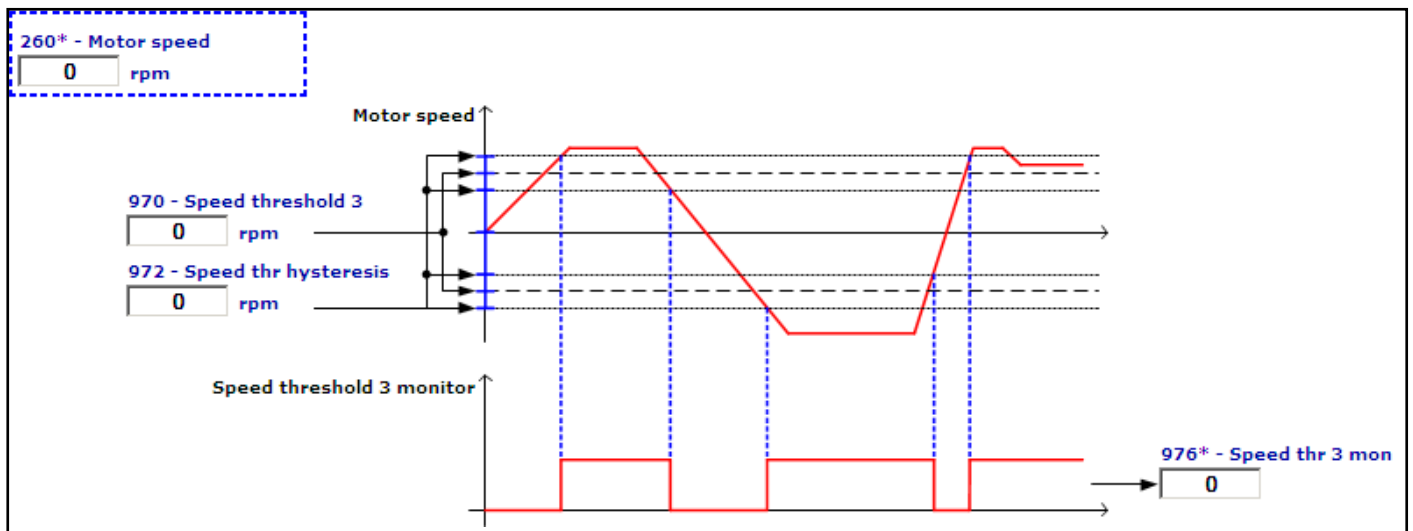 260* - Motor speed
0 rpm
Motor speed
970 - Speed threshold 3
0 rpm
972 - Speed thr hysteresis
0 rpm
Speed threshold 3 monitor
976* - Speed thr 3 mon
0